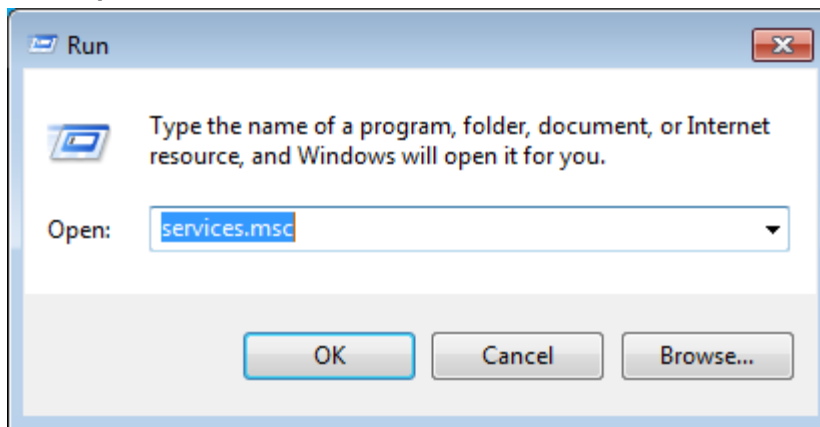 Run
Type the name of a program, folder, document, or Internet
resource, and Windows will open it for you.
Open: services.msc
OK Cancel Browse...